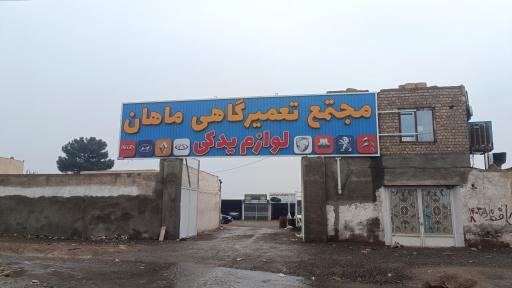 مجتمع تعمیرگاهی ماهان
لوازم یدکی